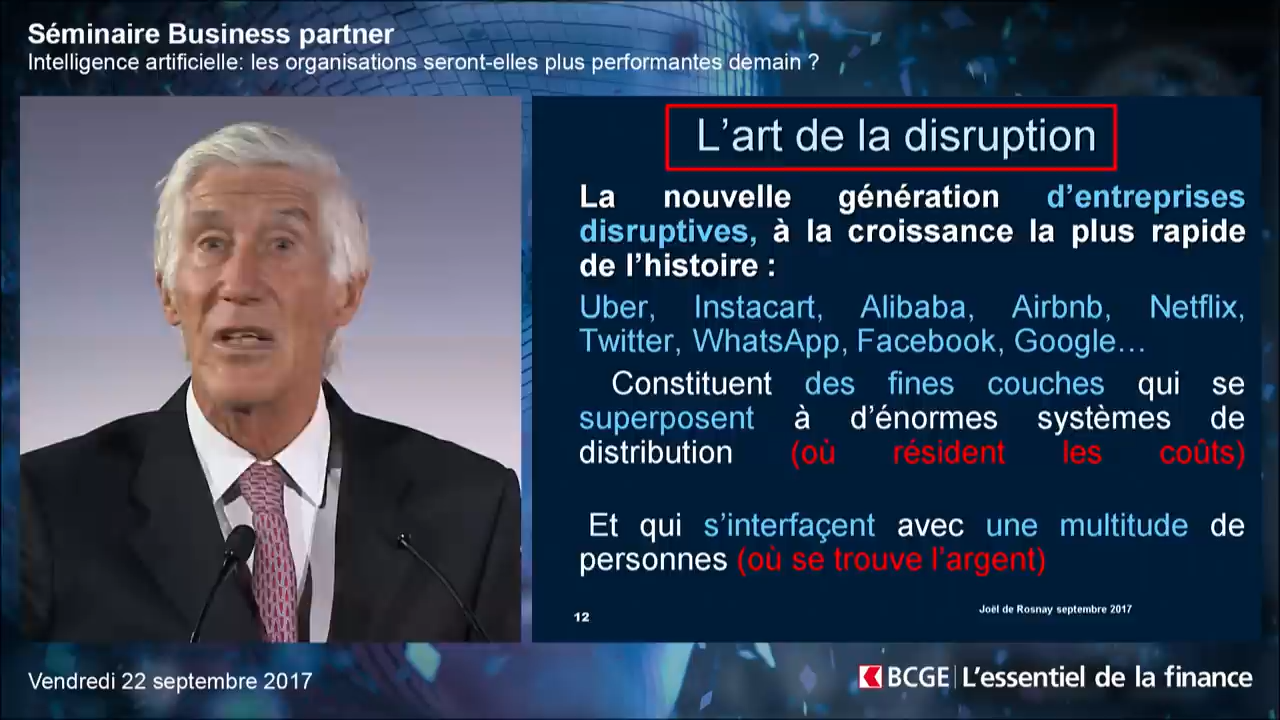 Séminaire Business partner
Intelligence artificielle: les organisations seront-elles plus performantes demain ?
L'art de la disruption
La nouvelle génération d'entreprises
disruptives, à la croissance la plus rapide
de l'histoire :
Uber, Instacart, Alibaba, Airbnb, Netflix,
Twitter, WhatsApp, Facebook, Google…
Constituent des fines couches qui se
superposent à d'énormes systèmes de
distribution (où résident les coûts)
Et qui s'interfaçent avec une multitude de
personnes (où se trouve l'argent)
12
Joël de Rosnay septembre 2017
Vendredi 22 septembre 2017
BCGE L'essentiel de la finance